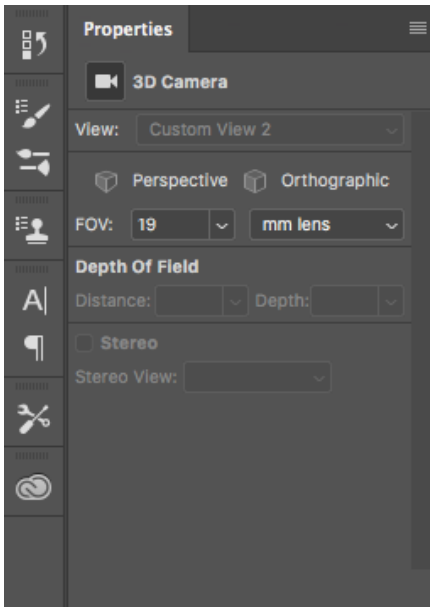 Properties
3D Camera
View: Custom View 2
Perspective Orthographic
FOV: 19 mm lens
Depth Of Field
Distance: Depth:
Stereo
Stereo View:
A
¶